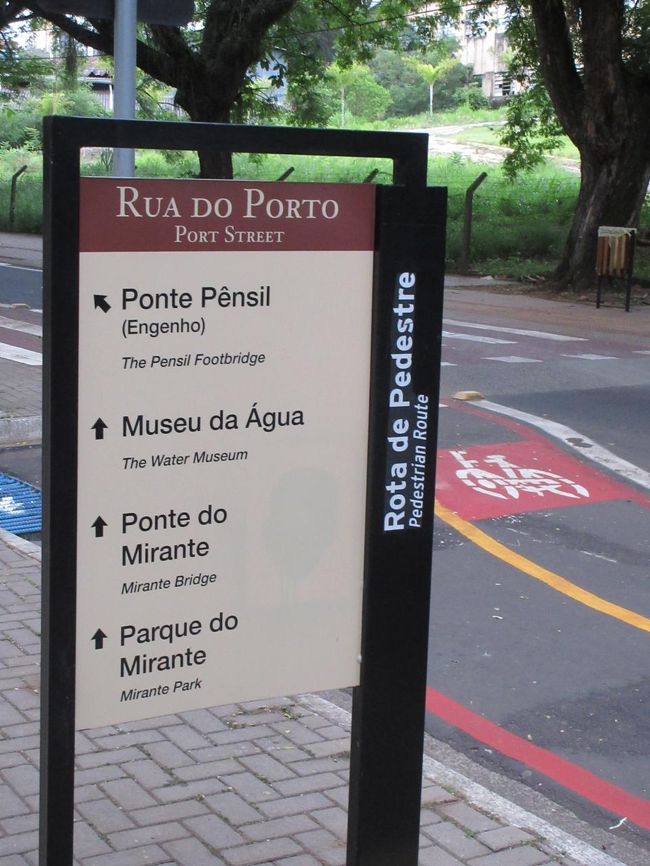 RUA DO PORTO
PORT STREET
Ponte Pênsil
(Engenho)
The Pensil Footbridge
Museu da Água
The Water Museum
Ponte do
Mirante
Mirante Bridge
Parque do
Mirante
Mirante Park
Rota de Pedestre
Pedestrian Route